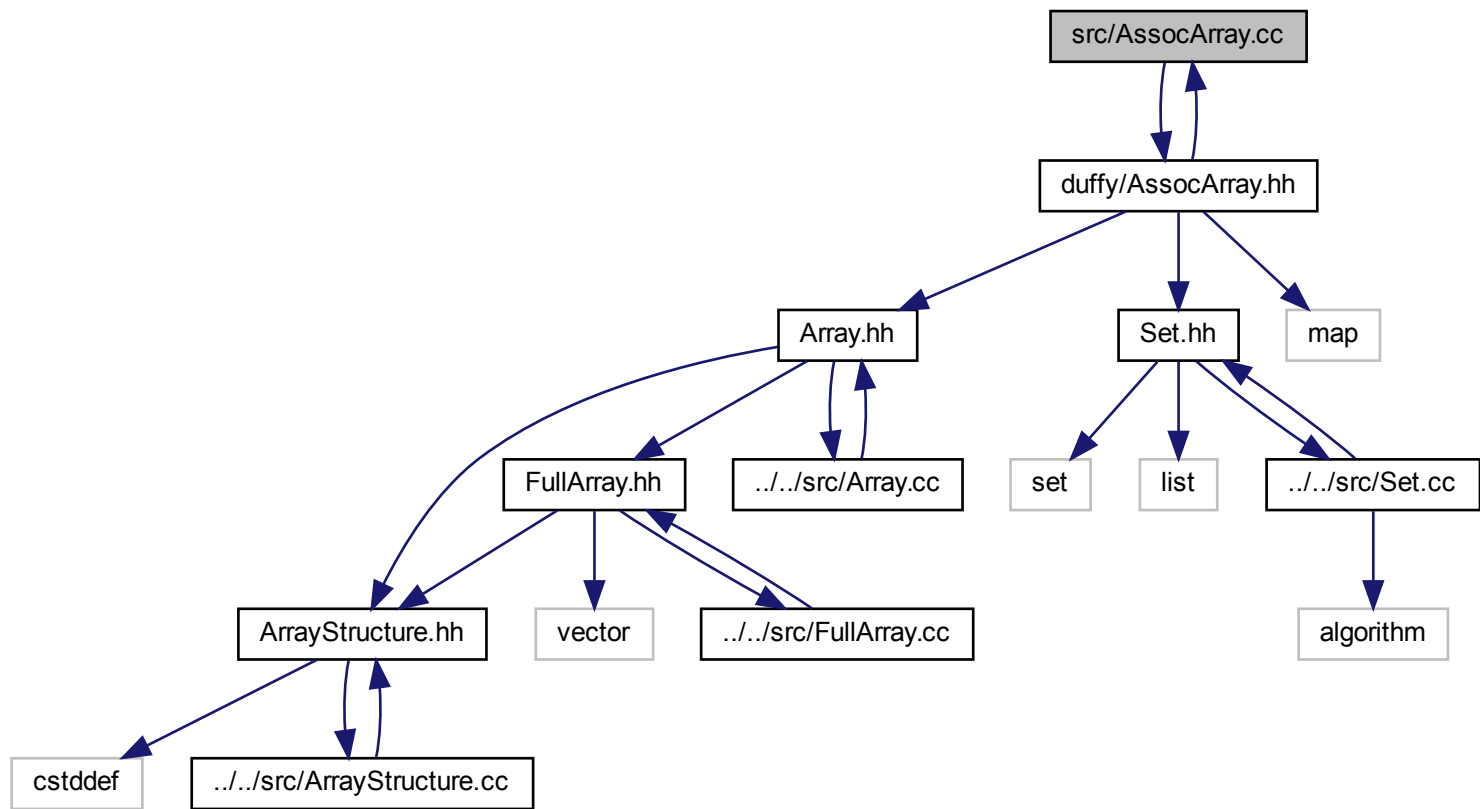 src/AssocArray.cc
duffy/AssocArray.hh
Array.hh
Set.hh
map
FullArray.hh
../../src/Array.cc
set
list
../../src/Set.cc
ArrayStructure.hh
vector
../../src/FullArray.cc
algorithm
cstddef
../../src/ArrayStructure.cc